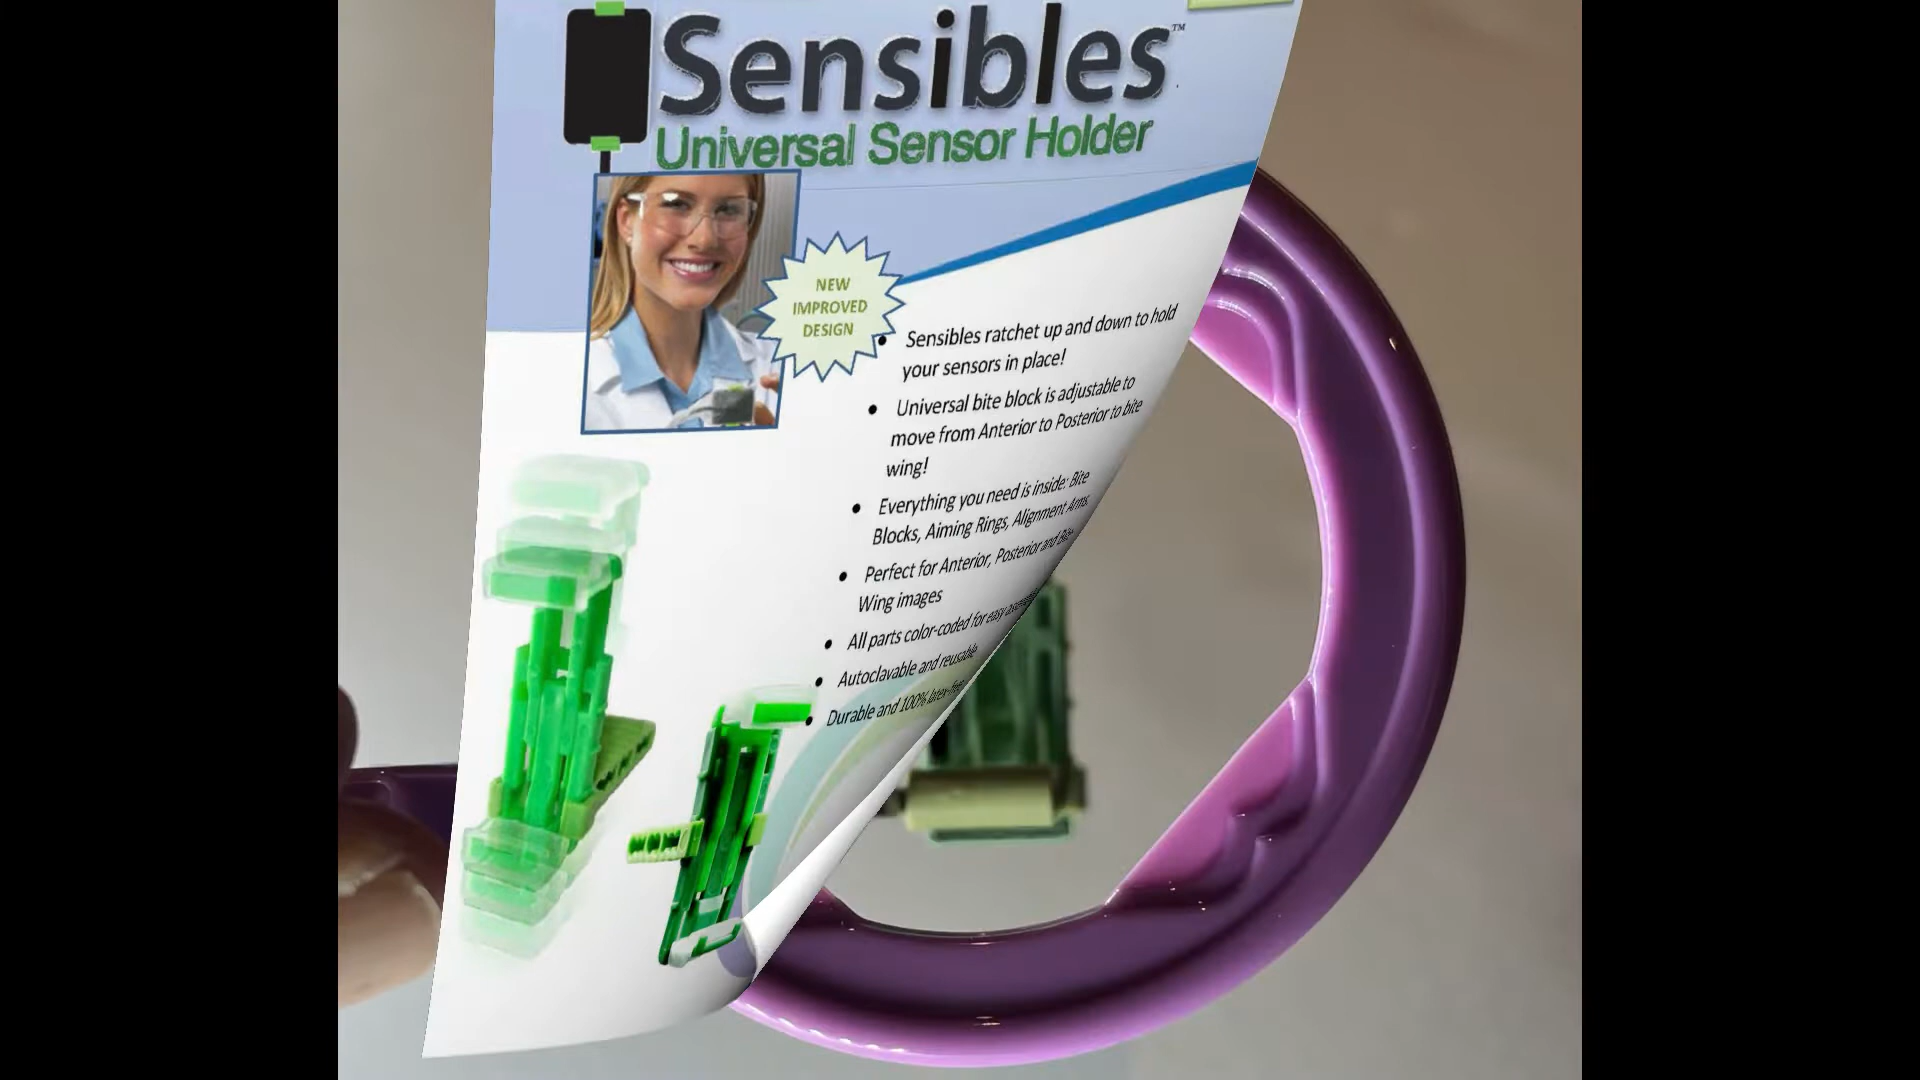 Sensibles™
Universal Sensor Holder
NEW
IMPROVED
DESIGN
• Sensibles ratchet up and down to hold
your sensors in place!
• Universal bite block is adjustable to
move from Anterior to Posterior to bite
wing!
• Everything you need is inside: Bite
Blocks, Aiming Rings, Alignment Arms.
• Perfect for Anterior, Posterior and Bite
Wing images
• All parts color-coded for easy
• Autoclavable and reusable
• Durable and 100% latex-free